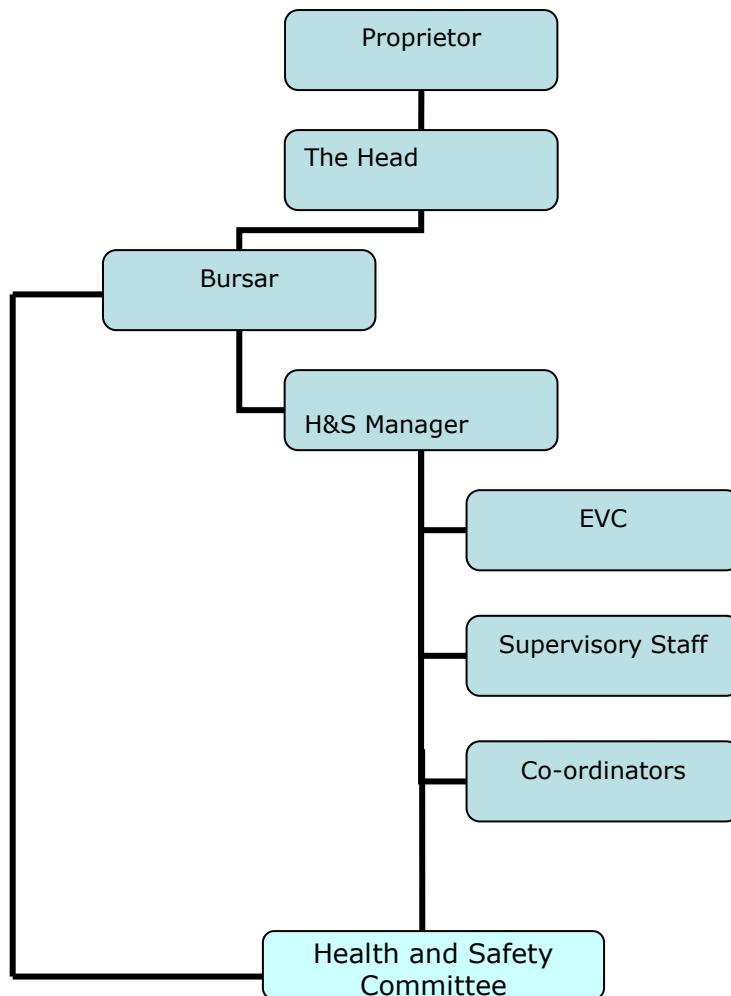 Proprietor
The Head
Bursar
H&S Manager
EVC
Supervisory Staff
Co-ordinators
Health and Safety
Committee